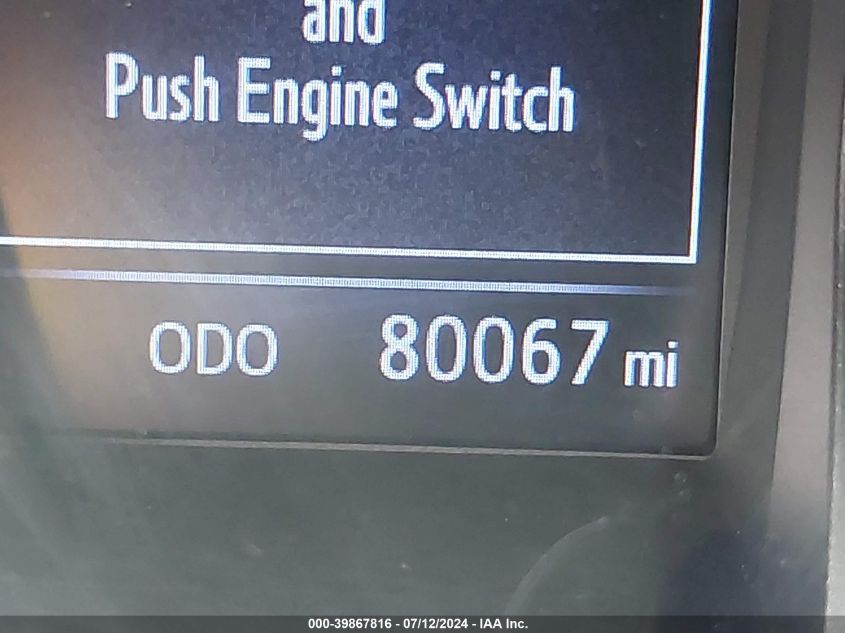 and
Push Engine Switch
ODO 80067 mi
000-39867816 - 07/12/2024 - IAA Inc.